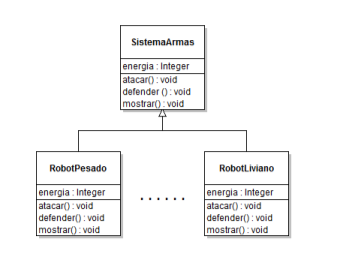 SistemaArmas
energia : Integer
atacar() : void
defender () : void
mostrar() : void
RobotPesado
energia : Integer
atacar() : void
defender() : void
mostrar() : void
......
RobotLiviano
energia : Integer
atacar() : void
defender() : void
mostrar() : void